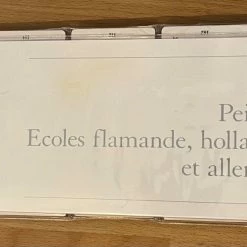 Pei
Ecoles flamande, holla
et aller